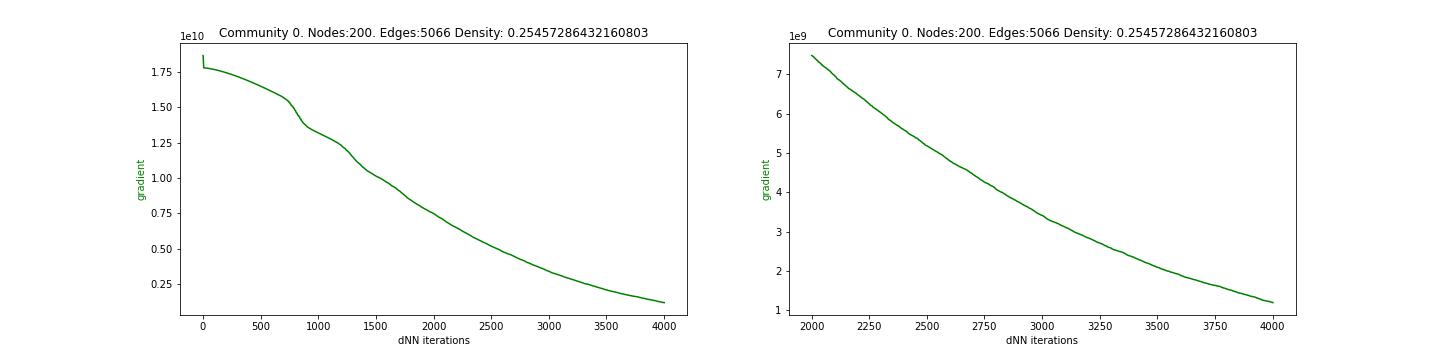 Community 0. Nodes:200. Edges:5066 Density: 0.25457286432160803
1e10
1.75
1.50
1.25
1.00
0.75
0.50
0.25
gradient
0 500 1000 1500 2000 2500 3000 3500 4000
dNN iterations
Community 0. Nodes:200. Edges:5066 Density: 0.25457286432160803
1e9
7
6
5
4
3
2
1
gradient
2000 2250 2500 2750 3000 3250 3500 3750 4000
dNN iterations